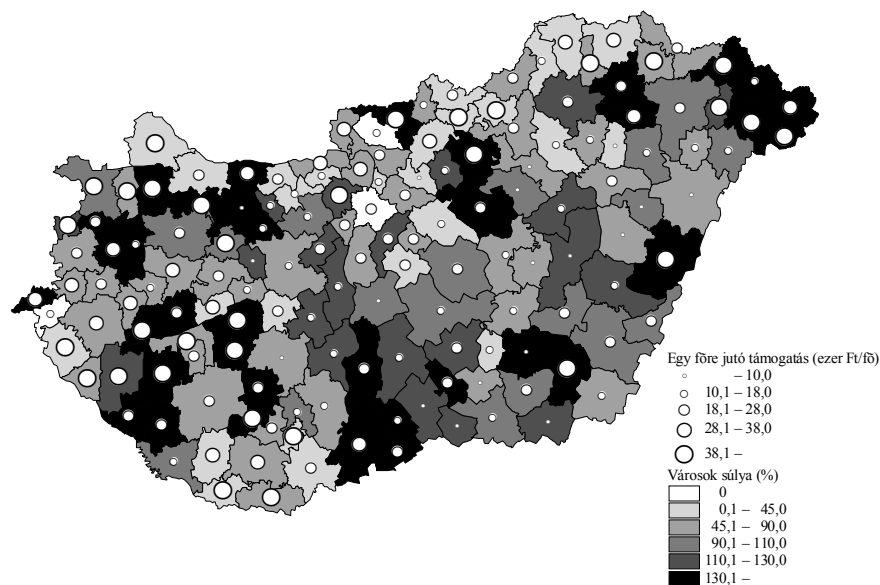 Egy főre jutó támogatás (ezer Ft/fő)
– 10,0
10,1 – 18,0
18,1 – 28,0
28,1 – 38,0
38,1 –
Városok súlya (%)
0
0,1 – 45,0
45,1 – 90,0
90,1 – 110,0
110,1 – 130,0
130,1 –